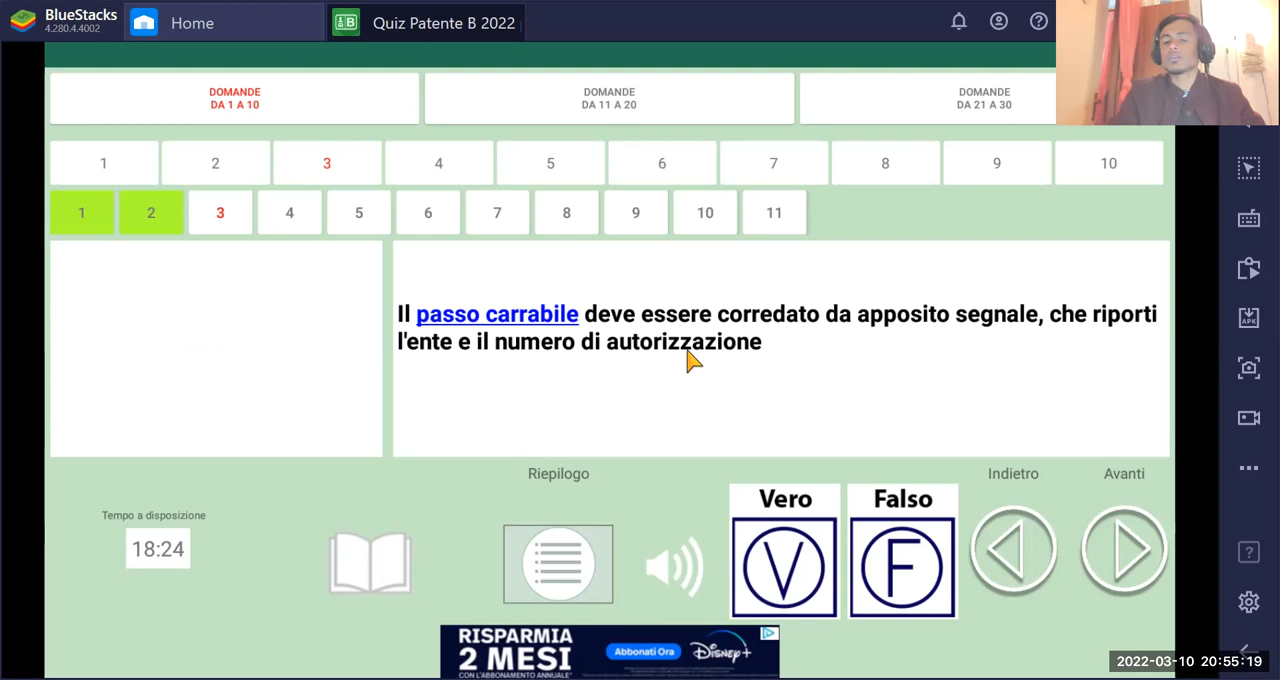 BlueStacks
4.280.4.4002
Home
Quiz Patente B 2022
DOMANDE
DA 1 A 10
DOMANDE
DA 11 A 20
DOMANDE
DA 21 A 30
1 2 3 4 5 6 7 8 9 10
1 2 3 4 5 6 7 8 9 10 11
Il passo carrabile deve essere corredato da apposito segnale, che riporti
l'ente e il numero di autorizzazione
Riepilogo
Indietro
Avanti
Vero
Falso
V
F
Tempo a disposizione
18:24
RISPARMIA
2 MESI
CON L'ABBONAMENTO ANNUALE*
Abbonati Ora
Disney+
2022-03-10 20:55:19